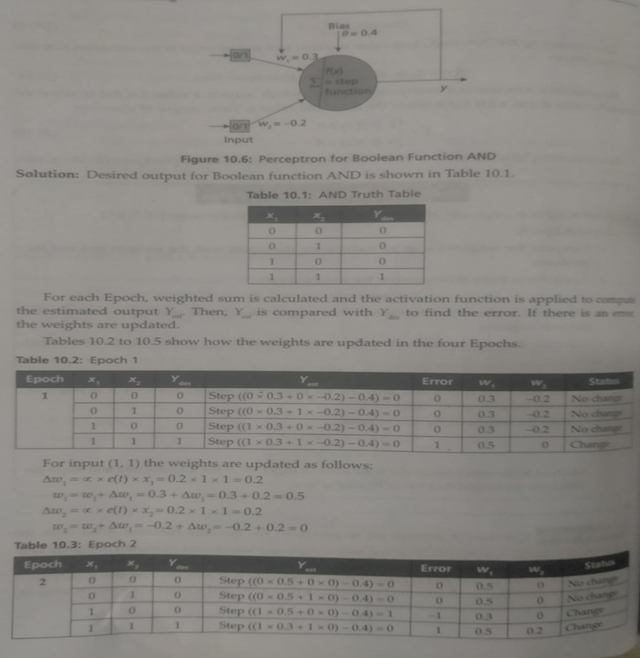 Bias
θ = 0.4
0/1
w₁ = 0.3
f(x)
Σ = step
function
Y
0/1
w₂ = -0.2
Input
Figure 10.6: Perceptron for Boolean Function AND
Solution: Desired output for Boolean function AND is shown in Table 10.1.
Table 10.1: AND Truth Table
x₁ x₂ Y_des
0 0 0
0 1 0
1 0 0
1 1 1
For each Epoch, weighted sum is calculated and the activation function is applied to compute
the estimated output Y_est. Then, Y_est is compared with Y_des to find the error. If there is an error
the weights are updated.
Tables 10.2 to 10.5 show how the weights are updated in the four Epochs.
Table 10.2: Epoch 1
Epoch x₁ x₂ Y_des Y_est Error w₁ w₂ Status
1 0 0 0 Step ((0 × 0.3 + 0 × -0.2) - 0.4) = 0 0 0.3 -0.2 No change
0 1 0 Step ((0 × 0.3 + 1 × -0.2) - 0.4) = 0 0 0.3 -0.2 No change
1 0 0 Step ((1 × 0.3 + 0 × -0.2) - 0.4) = 0 0 0.3 -0.2 No change
1 1 1 Step ((1 × 0.3 + 1 × -0.2) - 0.4) = 0 1 0.5 0 Change
For input (1, 1) the weights are updated as follows:
Δw₁ = ∝ × e(t) × x₁ = 0.2 × 1 × 1 = 0.2
w₁ = w₁ + Δw₁ = 0.3 + Δw₁ = 0.3 + 0.2 = 0.5
Δw₂ = ∝ × e(t) × x₂ = 0.2 × 1 × 1 = 0.2
w₂ = w₂ + Δw₂ = -0.2 + Δw₂ = -0.2 + 0.2 = 0
Table 10.3: Epoch 2
Epoch x₁ x₂ Y_des Y_est Error w₁ w₂ Status
2 0 0 0 Step ((0 × 0.5 + 0 × 0) - 0.4) = 0 0 0.5 0 No change
0 1 0 Step ((0 × 0.5 + 1 × 0) - 0.4) = 0 0 0.5 0 No change
1 0 0 Step ((1 × 0.5 + 0 × 0) - 0.4) = 1 -1 0.3 0 Change
1 1 1 Step ((1 × 0.3 + 1 × 0) - 0.4) = 0 1 0.5 0.2 Change